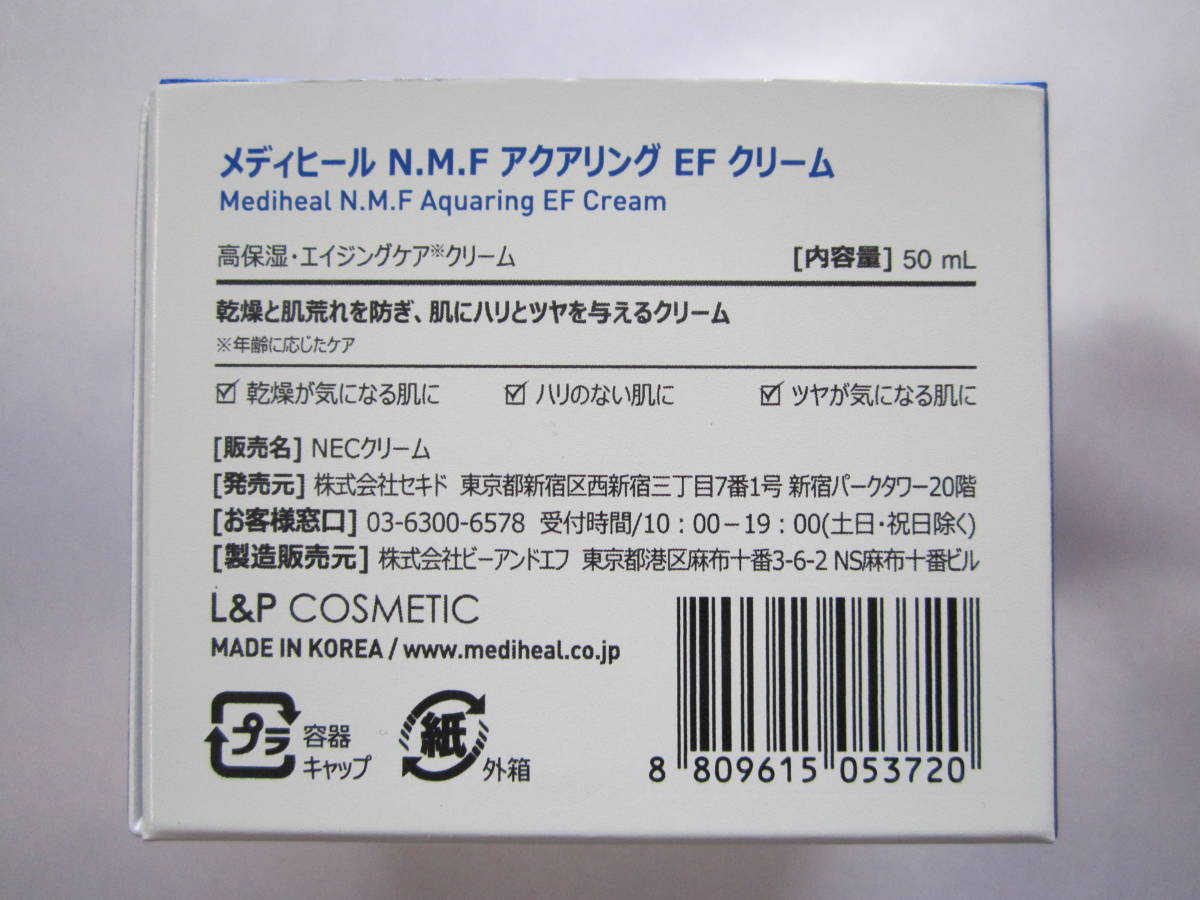 メディヒール N.M.F アクアリング EF クリーム
Mediheal N.M.F Aquaring EF Cream
高保湿・エイジングケア※クリーム [内容量] 50 mL
乾燥と肌荒れを防ぎ、肌にハリとツヤを与えるクリーム
※年齢に応じたケア
☑ 乾燥が気になる肌に ☑ ハリのない肌に ☑ ツヤが気になる肌に
[販売名] NECクリーム
[発売元] 株式会社セキド 東京都新宿区西新宿三丁目7番1号 新宿パークタワー20階
[お客様窓口] 03-6300-6578 受付時間/10：00－19：00(土日・祝日除く)
[製造販売元] 株式会社ビーアンドエフ 東京都港区麻布十番3-6-2 NS麻布十番ビル
L&P COSMETIC
MADE IN KOREA / www.mediheal.co.jp
プラ 容器
キャップ
紙 外箱
8 809615 053720